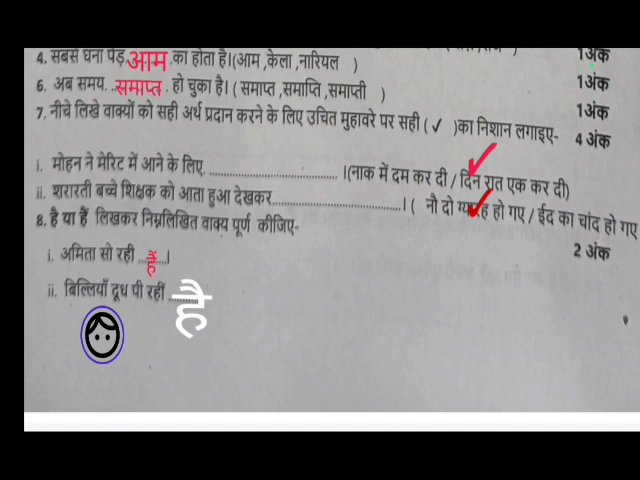 4. सबसे घना पेड़ आम का होता है।(आम ,केला ,नारियल )
1अंक
6. अब समय. .समाप्त. हो चुका है। ( समाप्त ,समाप्ति ,समाप्ती )
1अंक
1अंक
7. नीचे लिखे वाक्यों को सही अर्थ प्रदान करने के लिए उचित मुहावरे पर सही ( ✓ )का निशान लगाइए- 4 अंक
i. मोहन ने मेरिट में आने के लिए .............................. ।(नाक में दम कर दी / दिन रात एक कर दी)
ii. शरारती बच्चे शिक्षक को आता हुआ देखकर..............................। ( नौ दो ग्यारह हो गए / ईद का चांद हो गए
8. है या हैं लिखकर निम्नलिखित वाक्य पूर्ण कीजिए-
2 अंक
i. अमिता सो रही ...हैं...।
ii. बिल्लियाँ दूध पी रहीं ........ है